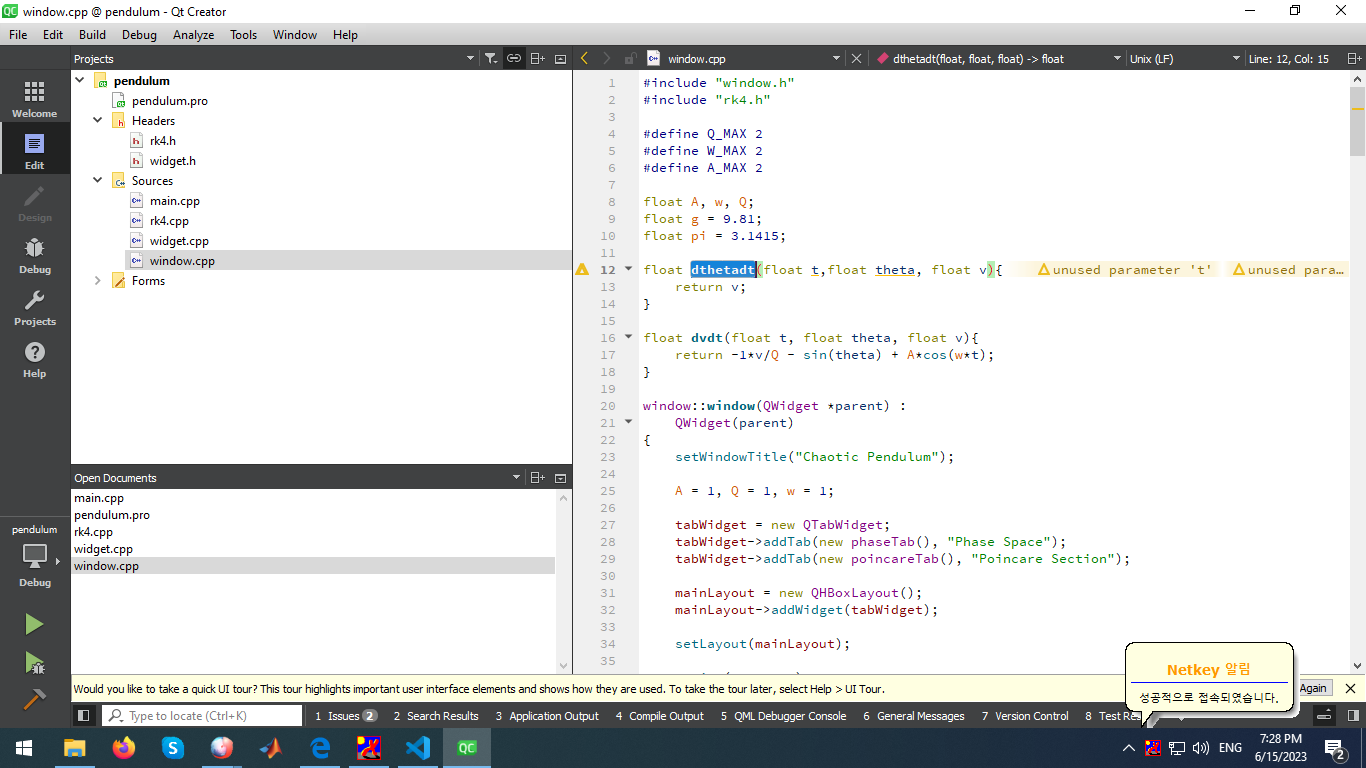 window.cpp @ pendulum - Qt Creator
File Edit Build Debug Analyze Tools Window Help
Projects
window.cpp
dthetadt(float, float, float) -> float
Unix (LF)
Line: 12, Col: 15
Welcome
Edit
Design
Debug
Projects
Help
pendulum
Debug
pendulum
pendulum.pro
Headers
rk4.h
widget.h
Sources
main.cpp
rk4.cpp
widget.cpp
window.cpp
Forms
Open Documents
main.cpp
pendulum.pro
rk4.cpp
widget.cpp
window.cpp
1 #include "window.h"
2 #include "rk4.h"
3
4 #define Q_MAX 2
5 #define W_MAX 2
6 #define A_MAX 2
7
8 float A, w, Q;
9 float g = 9.81;
10 float pi = 3.1415;
11
12 float dthetadt(float t,float theta, float v){ unused parameter 't' unused para...
13     return v;
14 }
15
16 float dvdt(float t, float theta, float v){
17     return -1*v/Q - sin(theta) + A*cos(w*t);
18 }
19
20 window::window(QWidget *parent) :
21     QWidget(parent)
22 {
23     setWindowTitle("Chaotic Pendulum");
24
25     A = 1, Q = 1, w = 1;
26
27     tabWidget = new QTabWidget;
28     tabWidget->addTab(new phaseTab(), "Phase Space");
29     tabWidget->addTab(new poincareTab(), "Poincare Section");
30
31     mainLayout = new QHBoxLayout();
32     mainLayout->addWidget(tabWidget);
33
34     setLayout(mainLayout);
35
Would you like to take a quick UI tour? This tour highlights important user interface elements and shows how they are used. To take the tour later, select Help > UI Tour.
Again
Netkey 알림
성공적으로 접속되였습니다.
Type to locate (Ctrl+K)
1 Issues 2
2 Search Results
3 Application Output
4 Compile Output
5 QML Debugger Console
6 General Messages
7 Version Control
8 Test Res
ENG
7:28 PM
6/15/2023
2